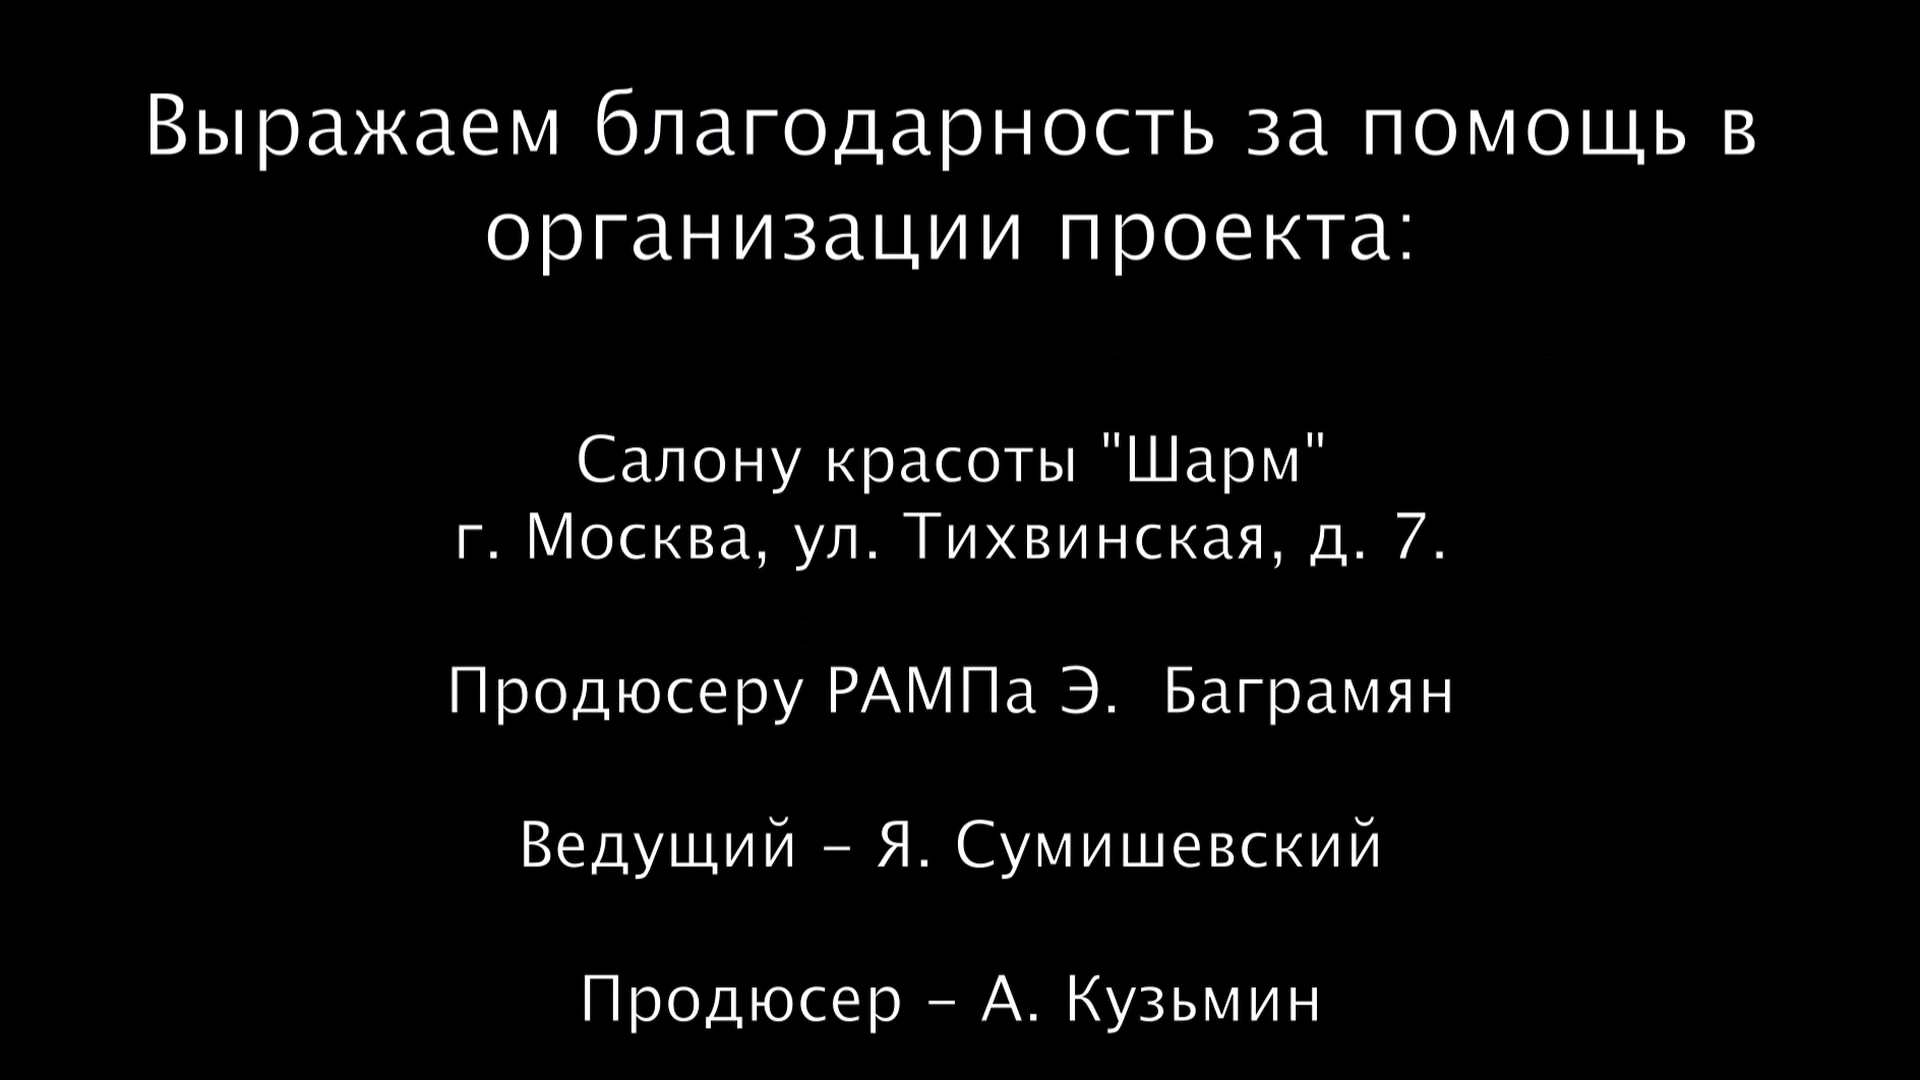 Выражаем благодарность за помощь в
организации проекта:
Салону красоты "Шарм"
г. Москва, ул. Тихвинская, д. 7.
Продюсеру РАМПа Э.  Баграмян
Ведущий – Я. Сумишевский
Продюсер – А. Кузьмин